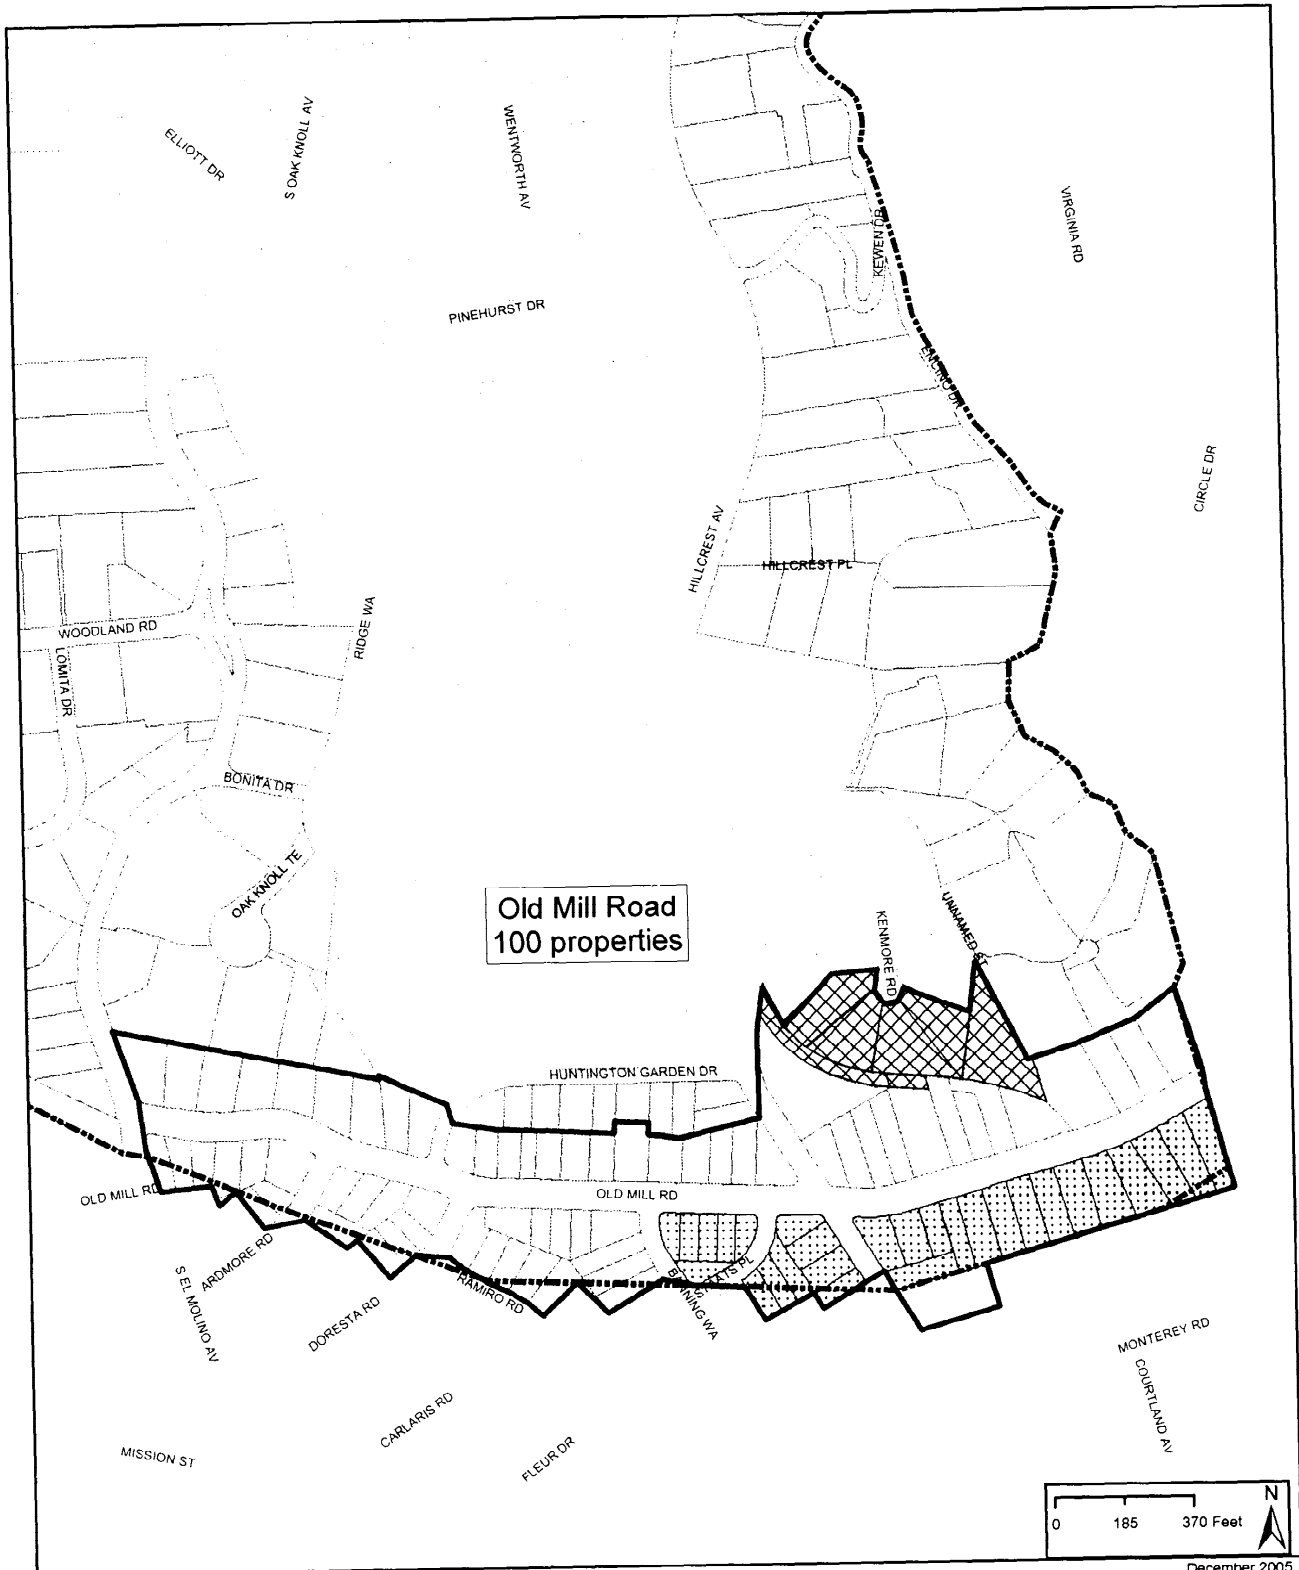 ELLIOTT DR
S OAK KNOLL AV
WENTWORTH AV
VIRGINIA RD
KEWEN DR
PINEHURST DR
ENCINO DR
CIRCLE DR
HILLCREST AV
HILLCREST PL
WOODLAND RD
RIDGE WA
LOMITA DR
BONITA DR
OAK KNOLL TE
Old Mill Road
100 properties
KENMORE RD
UNNAMED ST
HUNTINGTON GARDEN DR
OLD MILL RD
OLD MILL RD
ARDMORE RD
S EL MOLINO AV
DORESTA RD
RAMIRO RD
PL
BANNING WA
MONTEREY RD
COURTLAND AV
CARLARIS RD
MISSION ST
FLEUR DR
N
0 185 370 Feet
December 2005